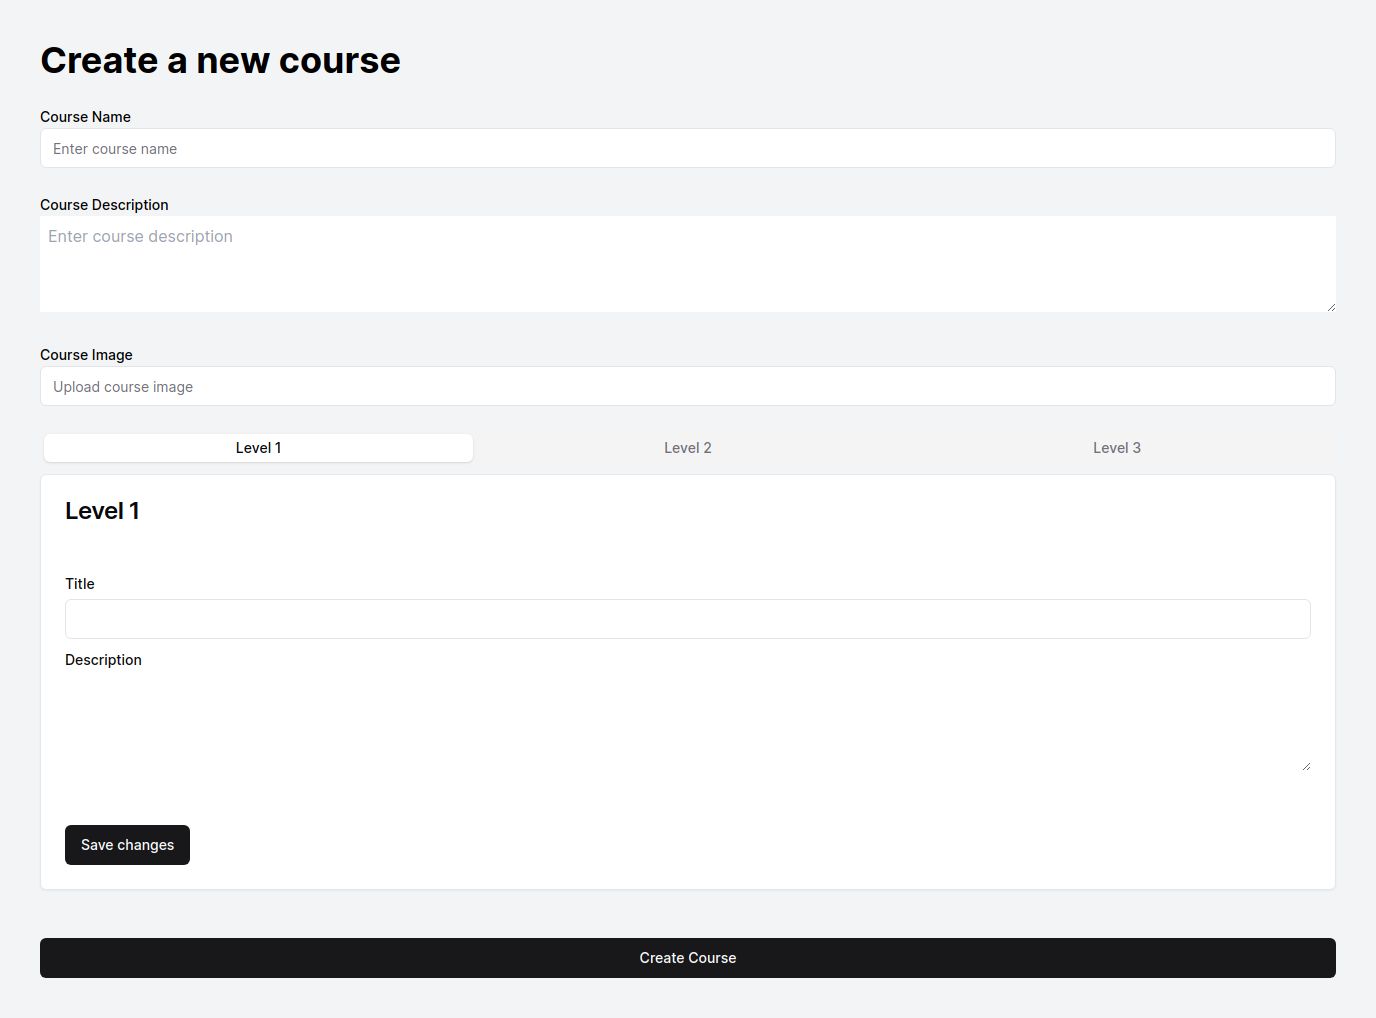 Create a new course
Course Name
Enter course name
Course Description
Enter course description
Course Image
Upload course image
Level 1 Level 2 Level 3
Level 1
Title
Description
Save changes
Create Course